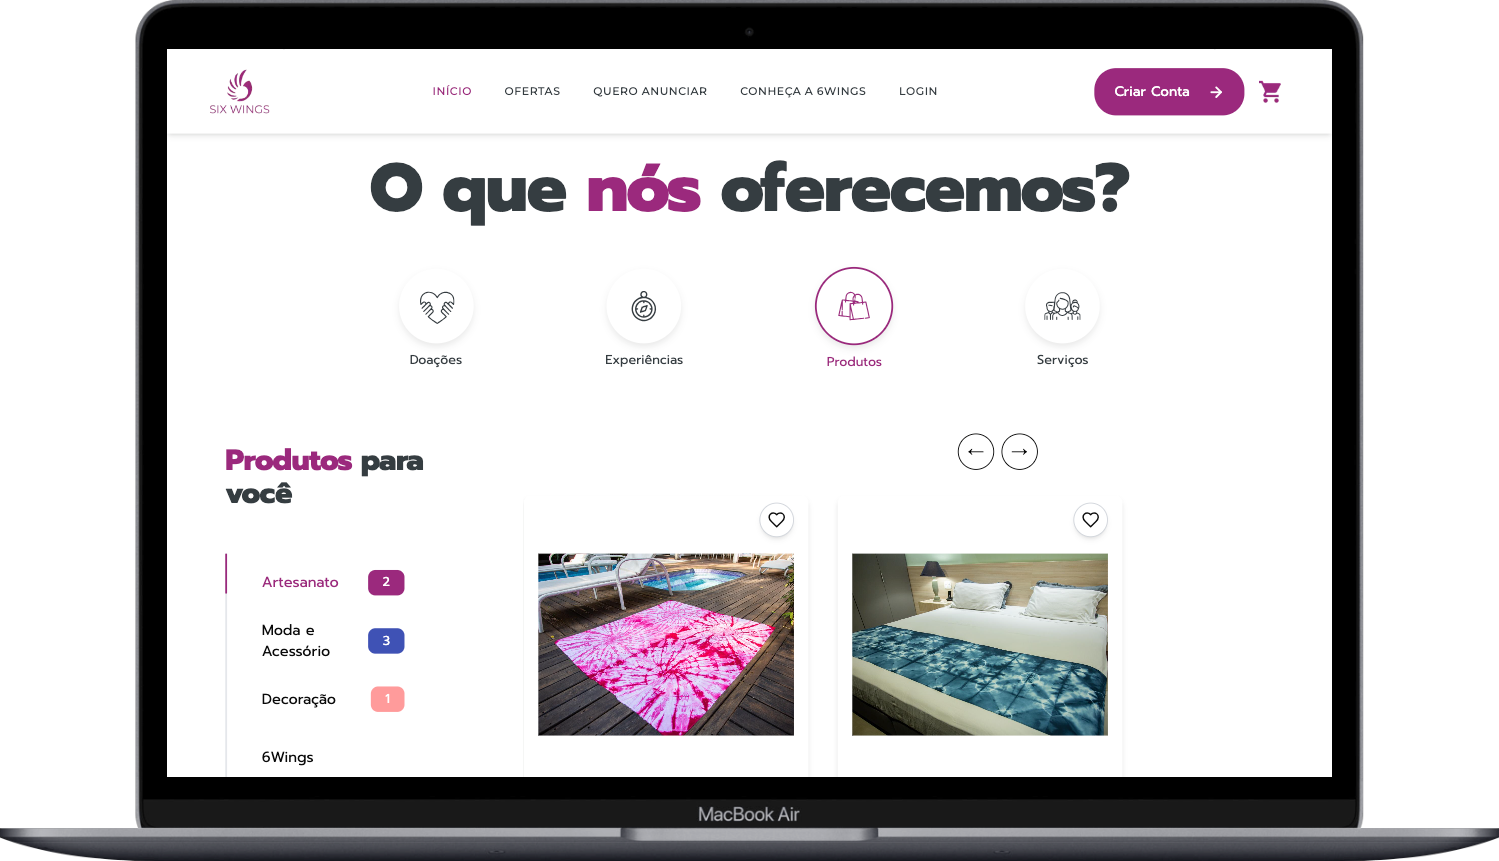 SIX WINGS
INÍCIO
OFERTAS
QUERO ANUNCIAR
CONHEÇA A 6WINGS
LOGIN
Criar Conta
O que nós oferecemos?
Doações
Experiências
Produtos
Serviços
Produtos para
você
Artesanato 2
Moda e
Acessório 3
Decoração 1
6Wings
MacBook Air